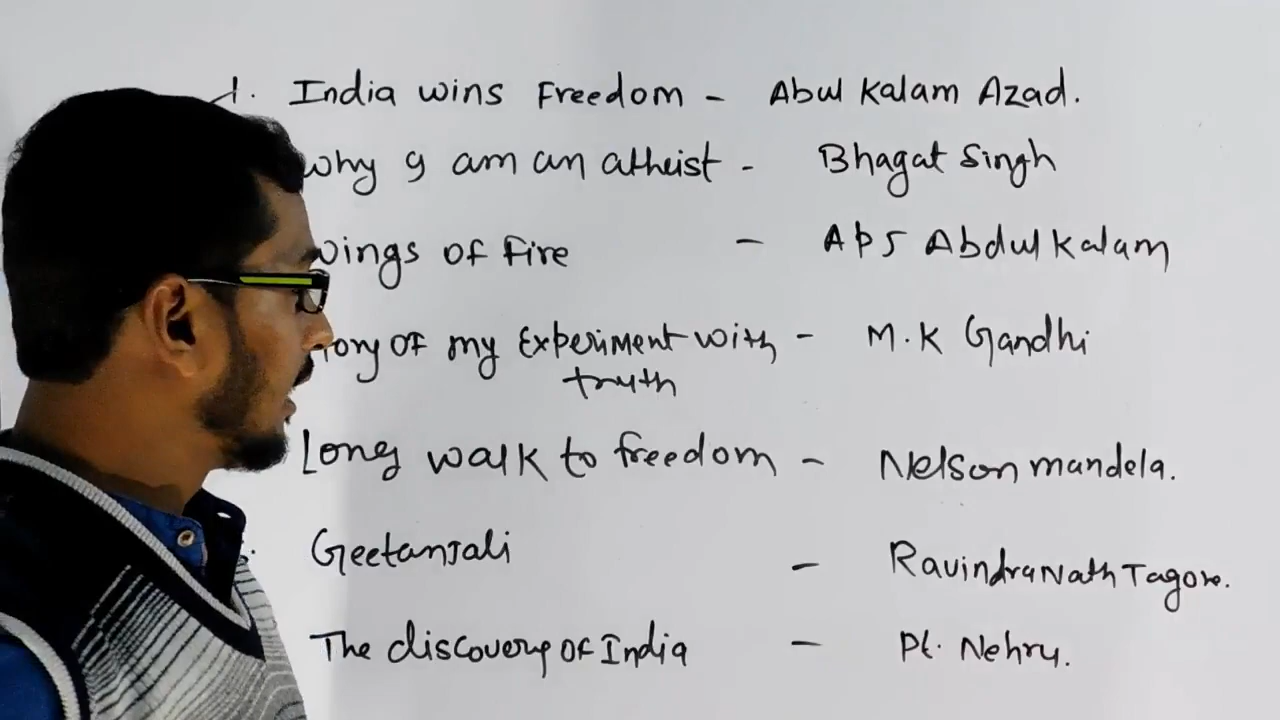 1. India wins Freedom - Abul Kalam Azad.
why I am an atheist - Bhagat Singh
wings of fire - APJ Abdul Kalam
tory of my Experiment with - M.K Gandhi
truth
Long walk to freedom - Nelson mandela.
Geetanjali - RavindraNath Tagore.
The discovery of India - Pt. Nehru.